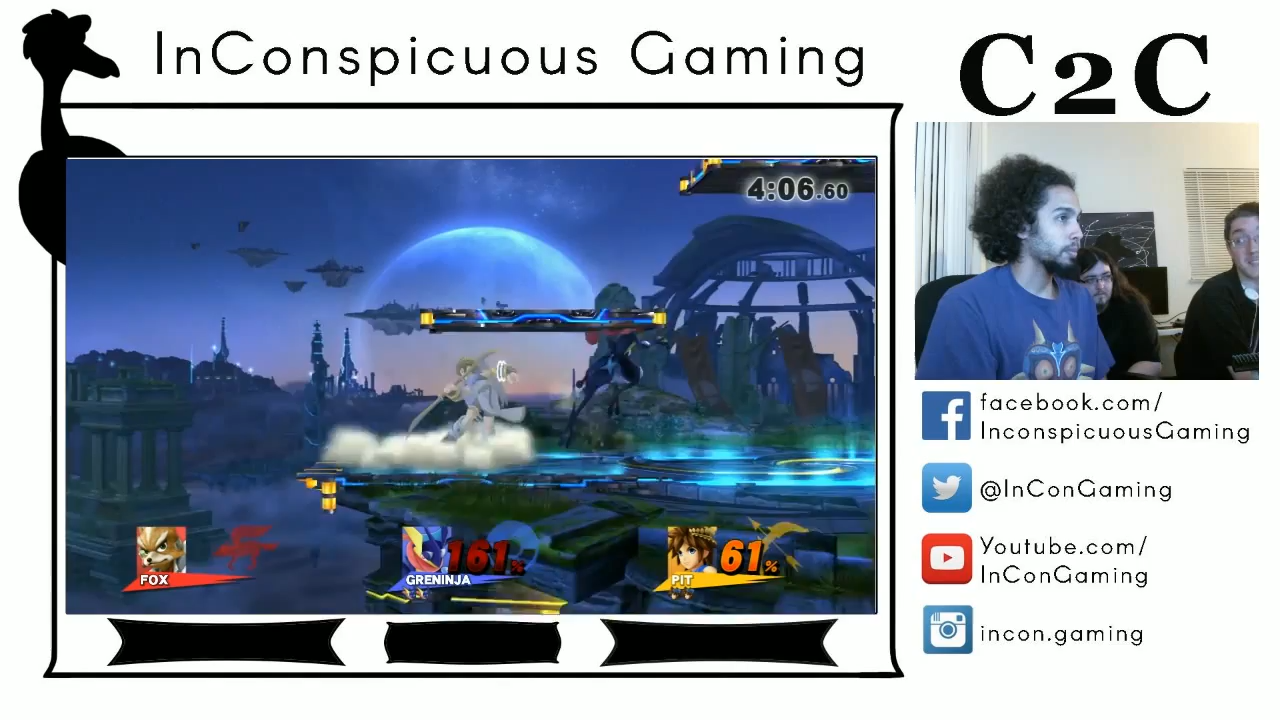 InConspicuous Gaming
C2C
4:06.60
facebook.com/
InconspicuousGaming
@InConGaming
Youtube.com/
InConGaming
incon.gaming
FOX
161%
GRENINJA
61%
PIT